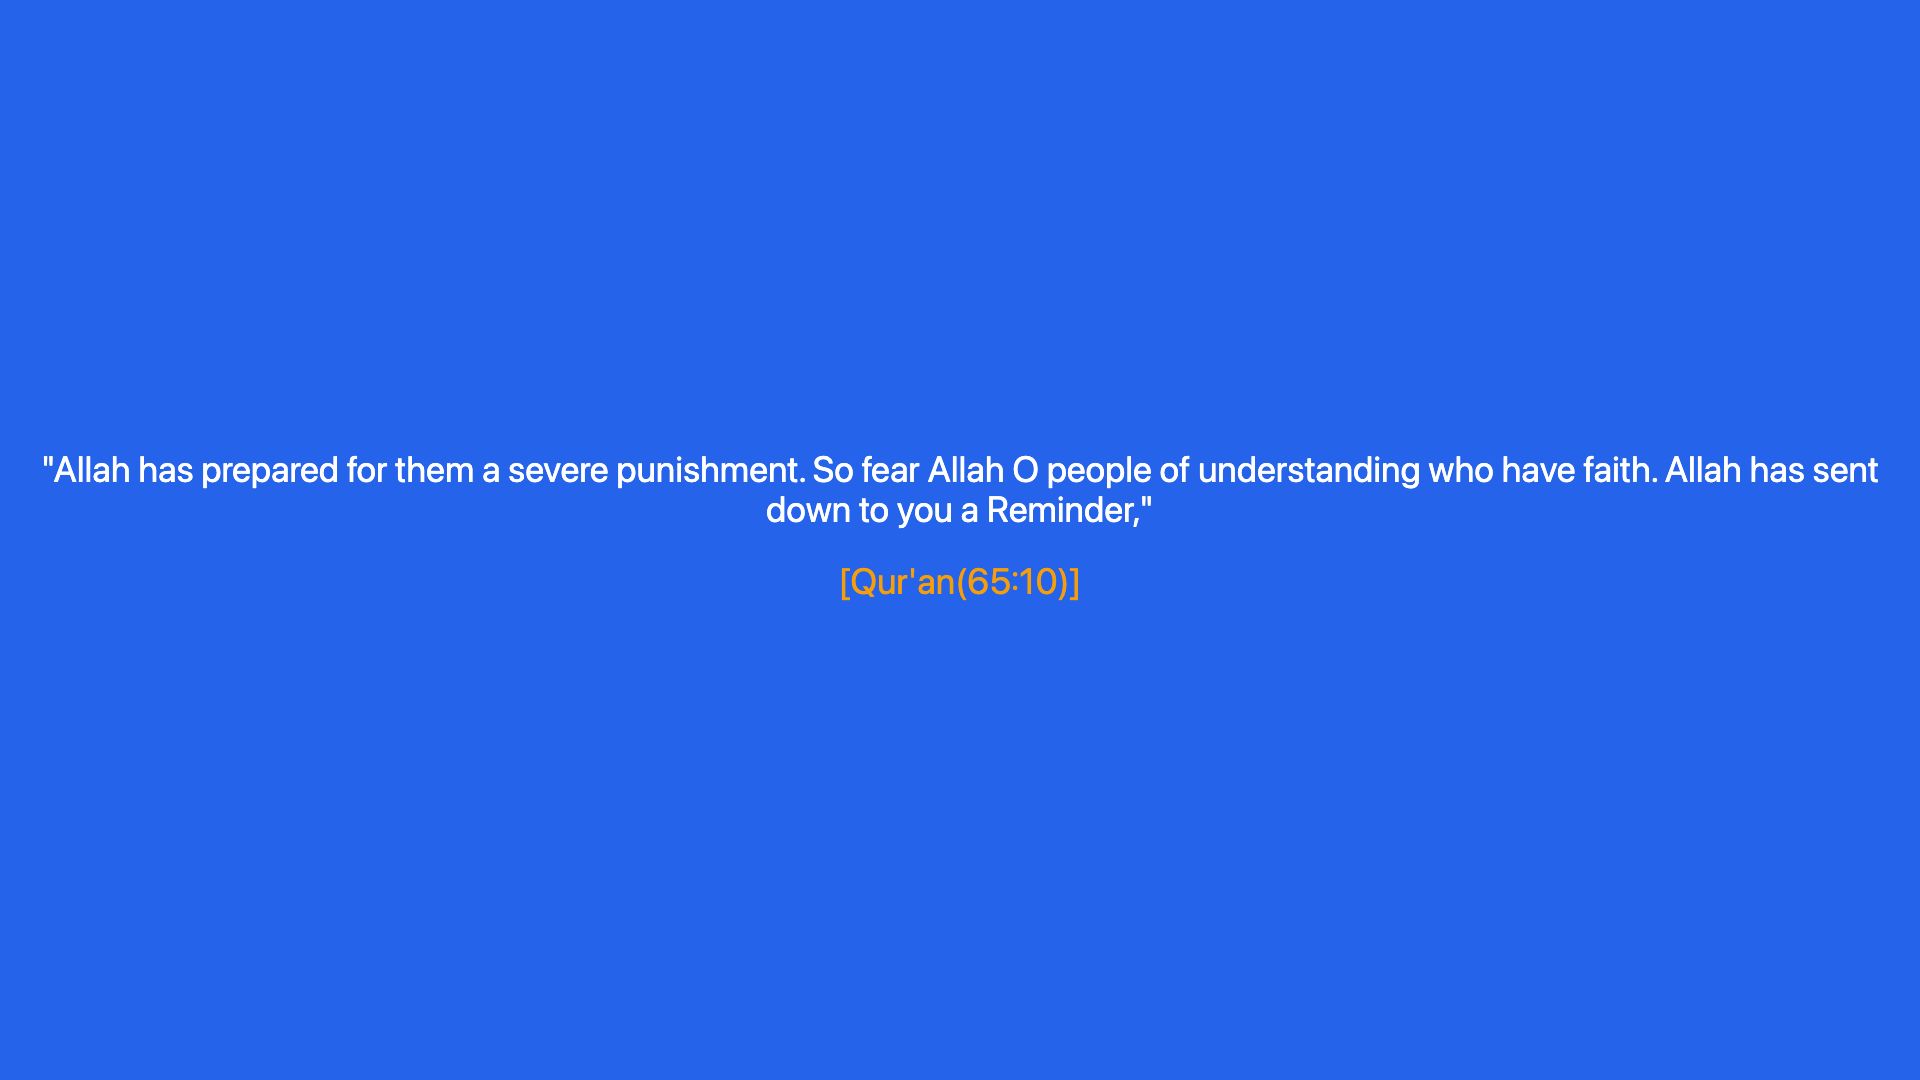 "Allah has prepared for them a severe punishment. So fear Allah O people of understanding who have faith. Allah has sent
down to you a Reminder,"
[Qur'an(65:10)]